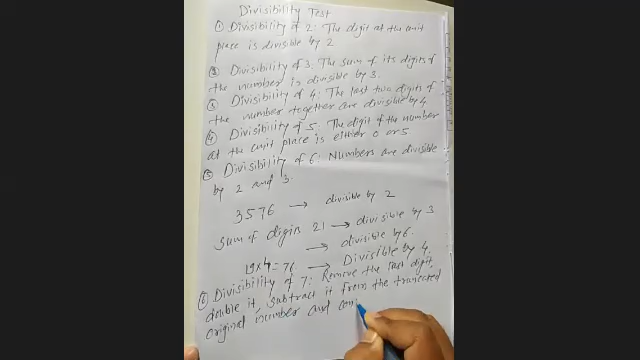 Divisibility Test
① Divisibility of 2: The digit at the unit
place is divisible by 2
② Divisibility of 3: The sum of its digits of
the number is divisible by 3.
③ Divisibility of 4: The last two digits of
the number together are divisible by 4
④ Divisibility of 5: The digit of the number
at the unit place is either 0 or 5
⑤ Divisibility of 6: Numbers are divisible
by 2 and 3.
3576 → divisible by 2
sum of digits 21 → divisible by 3
→ divisible by 6.
19×4=76 → Divisible by 4.
⑥ Divisibility of 7: Remove the last digit,
double it, subtract it from the
original number and